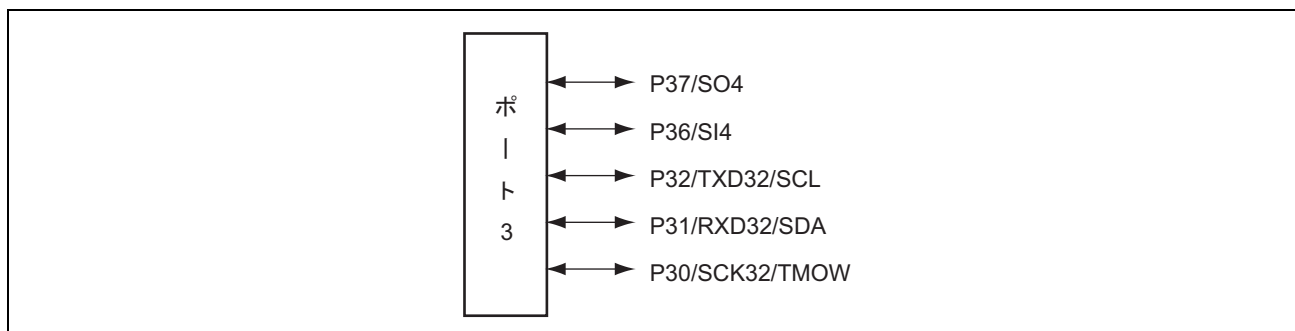 ポート3
P37/SO4
P36/SI4
P32/TXD32/SCL
P31/RXD32/SDA
P30/SCK32/TMOW